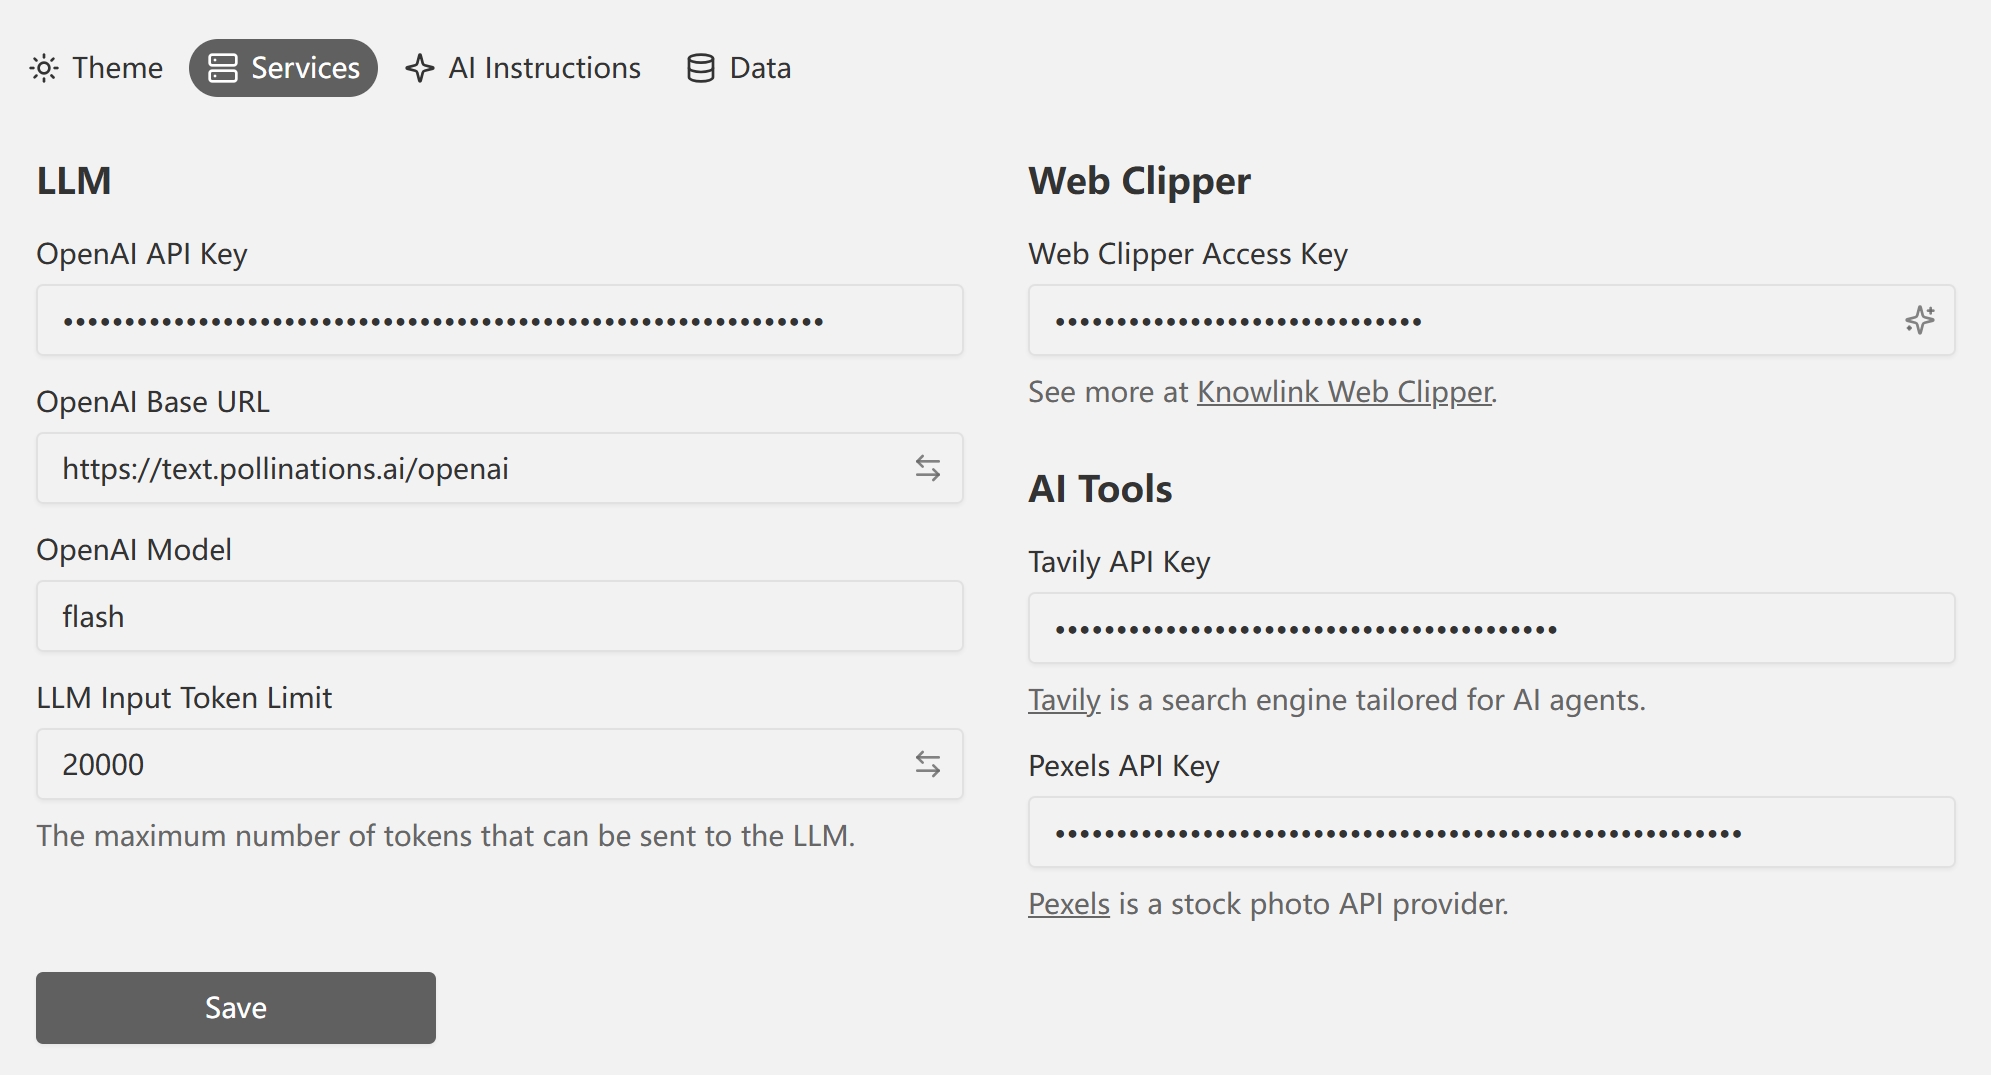 Theme
Services
AI Instructions
Data
LLM
OpenAI API Key
••••••••••••••••••••••••••••••••••••••••••••••••••••••••••••••
OpenAI Base URL
https://text.pollinations.ai/openai
OpenAI Model
flash
LLM Input Token Limit
20000
The maximum number of tokens that can be sent to the LLM.
Save
Web Clipper
Web Clipper Access Key
••••••••••••••••••••••••••••••
See more at Knowlink Web Clipper.
AI Tools
Tavily API Key
•••••••••••••••••••••••••••••••••••••••••
Tavily is a search engine tailored for AI agents.
Pexels API Key
••••••••••••••••••••••••••••••••••••••••••••••••••••••••
Pexels is a stock photo API provider.